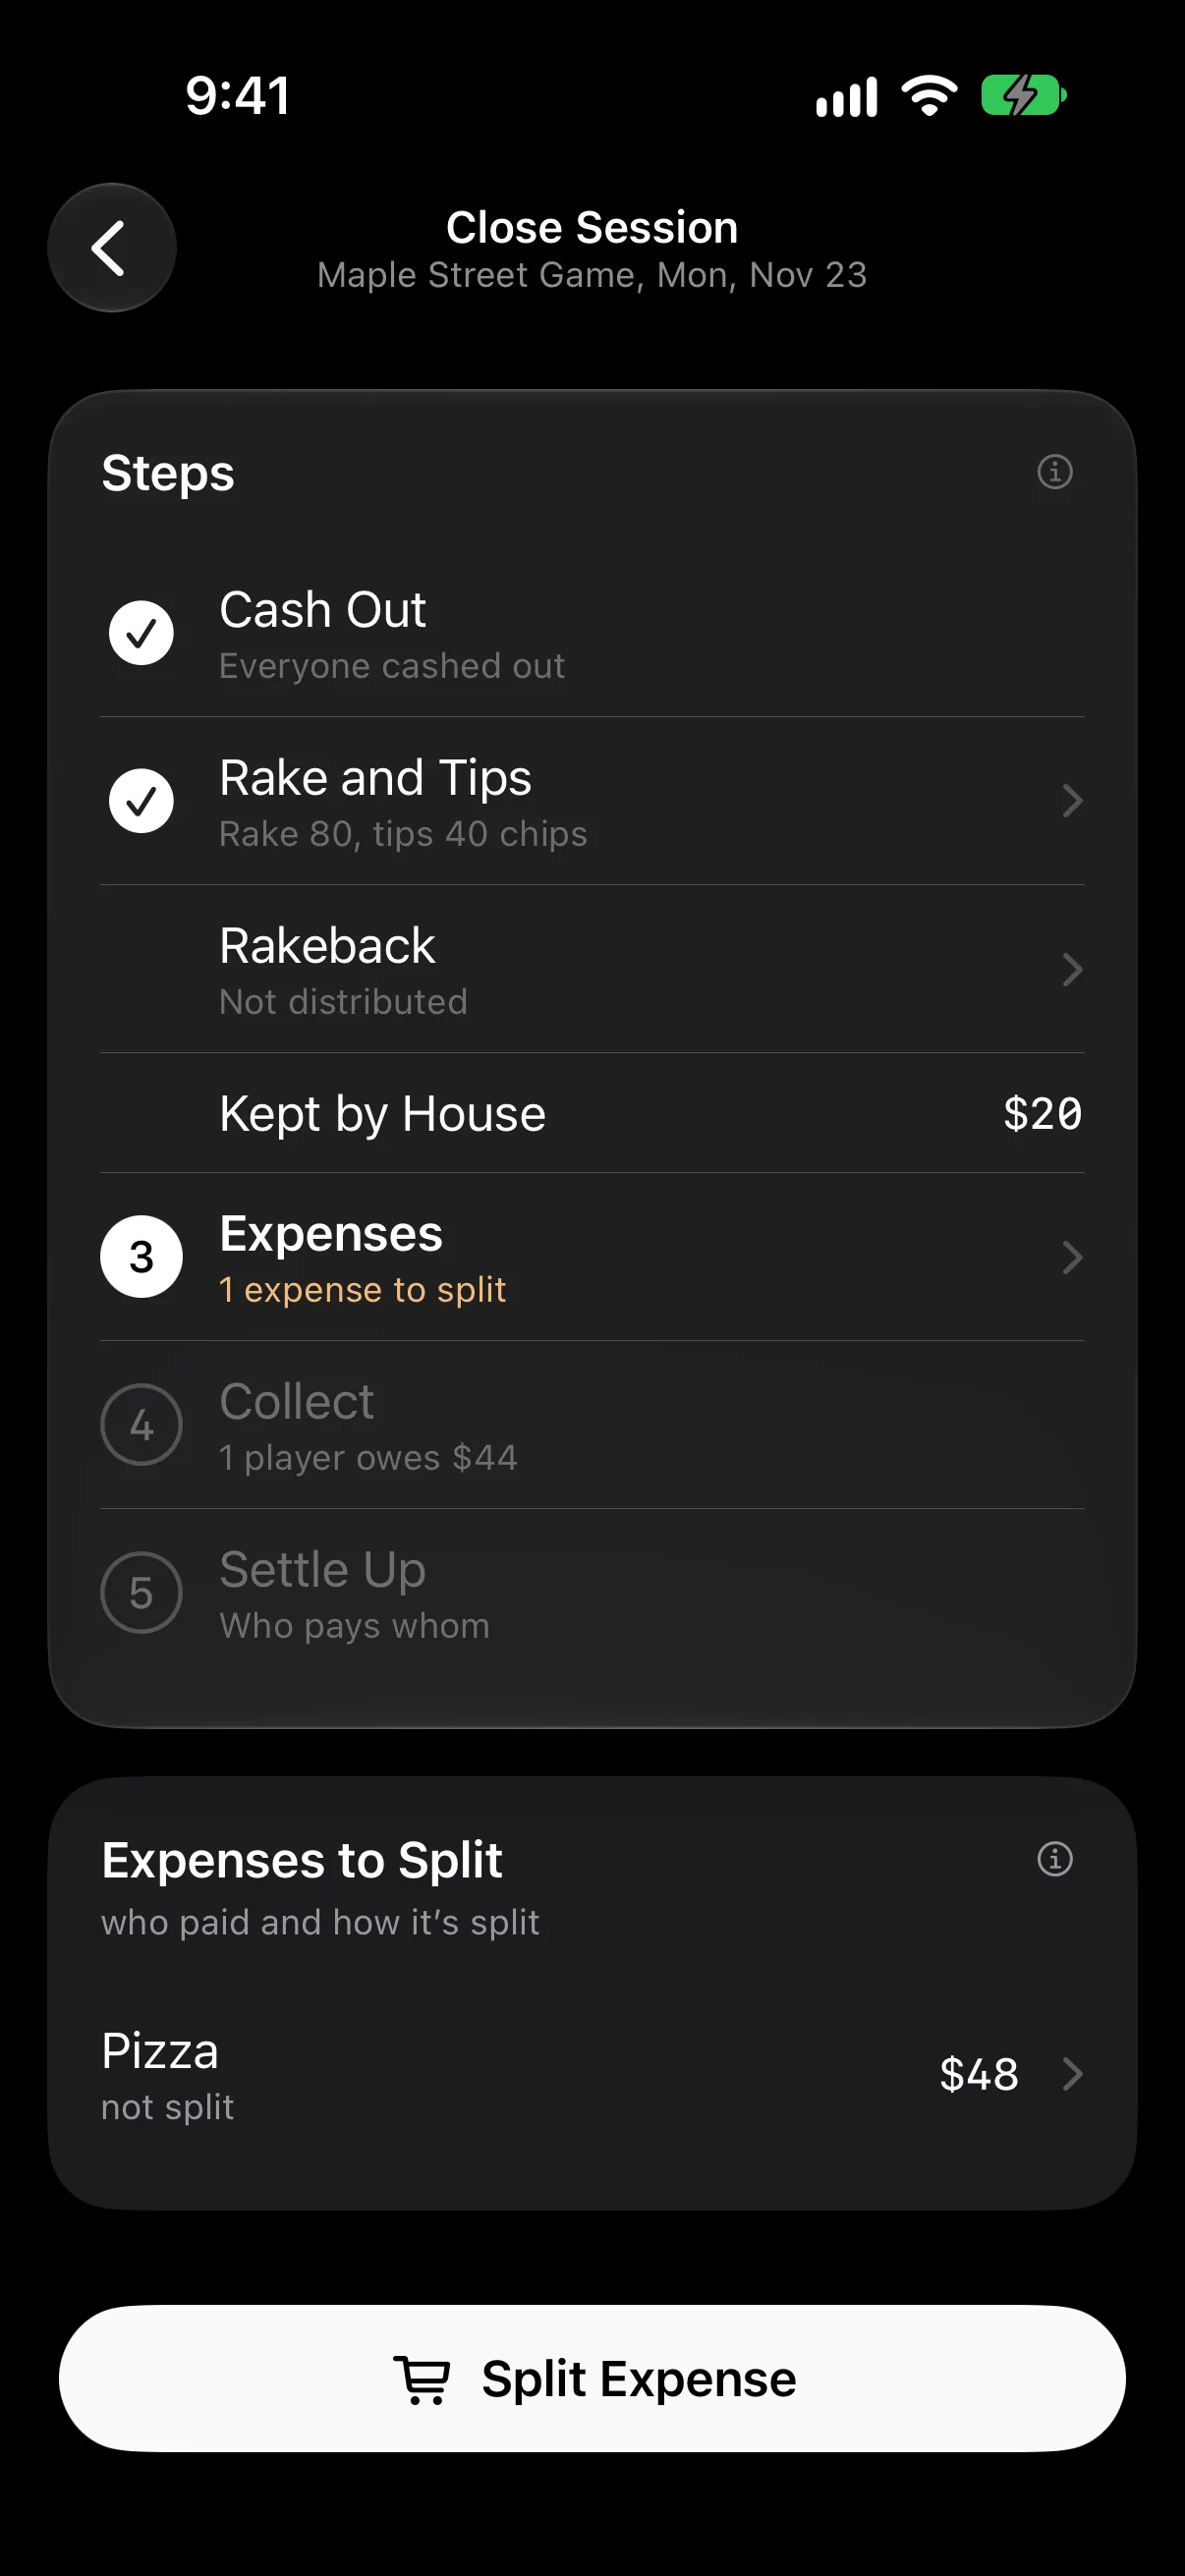 9:41
Close Session
Maple Street Game, Mon, Nov 23
Steps
Cash Out
Everyone cashed out
Rake and Tips
Rake 80, tips 40 chips
Rakeback
Not distributed
Kept by House $20
3 Expenses
1 expense to split
4 Collect
1 player owes $44
5 Settle Up
Who pays whom
Expenses to Split
who paid and how it’s split
Pizza $48
not split
Split Expense